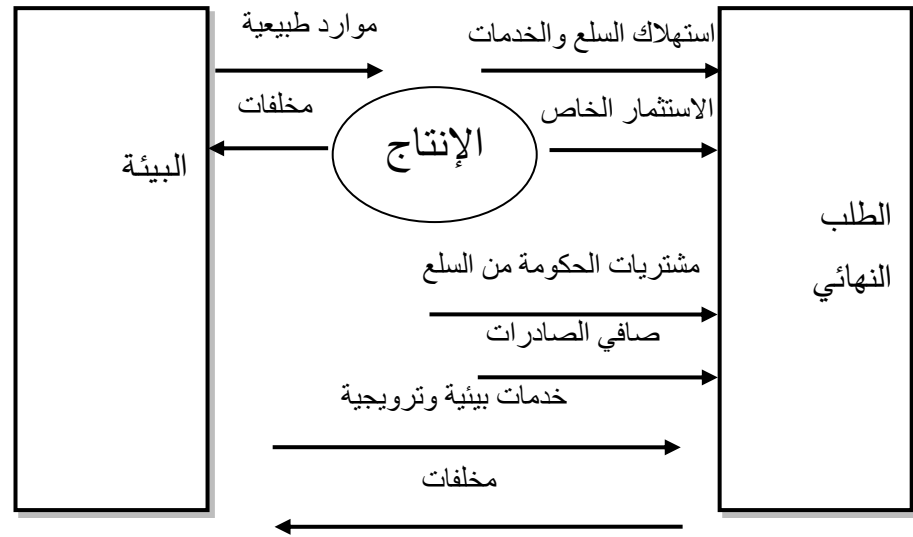 موارد طبيعية
استهلاك السلع والخدمات
مخلفات
الاستثمار الخاص
الإنتاج
البيئة
الطلب
النهائي
مشتريات الحكومة من السلع
صافي الصادرات
خدمات بيئية وترويجية
مخلفات